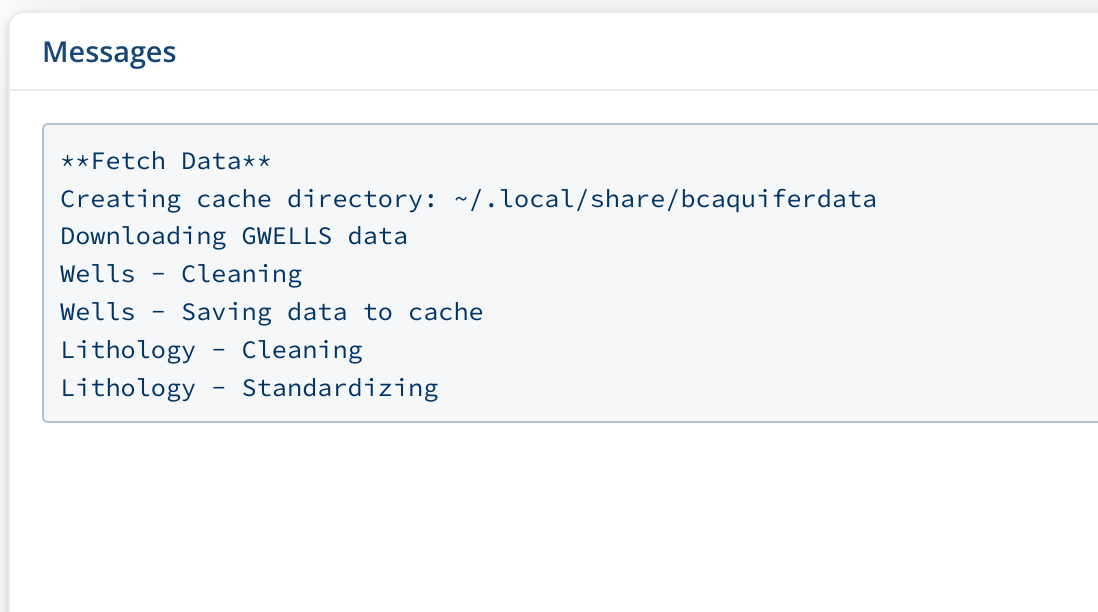 Messages
**Fetch Data**
Creating cache directory: ~/.local/share/bcaquiferdata
Downloading GWELLS data
Wells - Cleaning
Wells - Saving data to cache
Lithology - Cleaning
Lithology - Standardizing